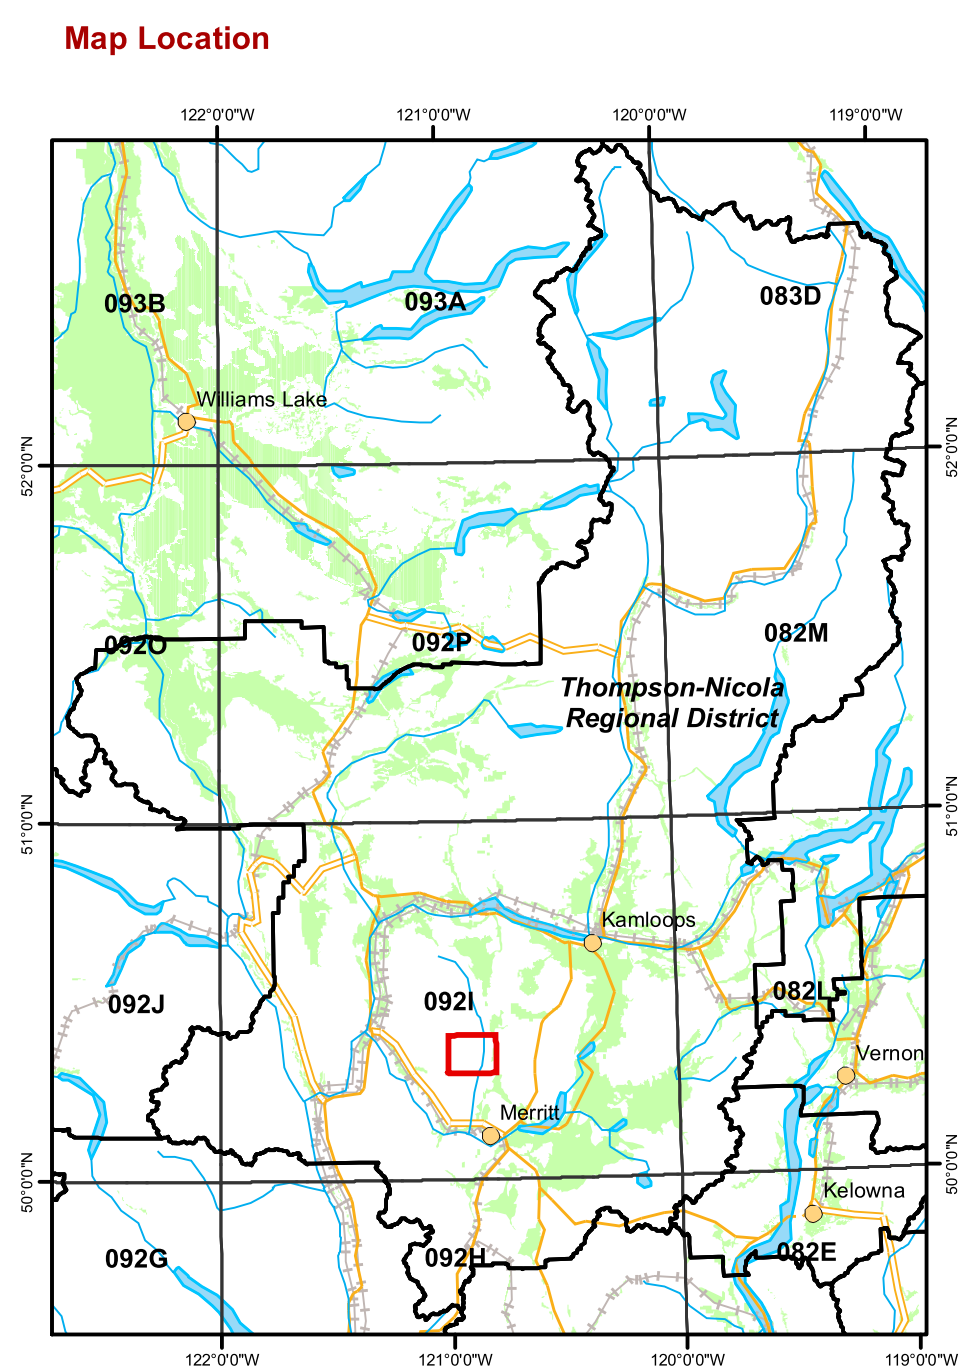 Map Location
122°0'0"W
121°0'0"W
120°0'0"W
119°0'0"W
093B
093A
083D
Williams Lake
52°0'0"N
52°0'0"N
092O
092P
082M
Thompson-Nicola
Regional District
51°0'0"N
51°0'0"N
Kamloops
092J
092I
082L
Vernon
Merritt
50°0'0"N
50°0'0"N
Kelowna
092G
092H
082E
122°0'0"W
121°0'0"W
120°0'0"W
119°0'0"W